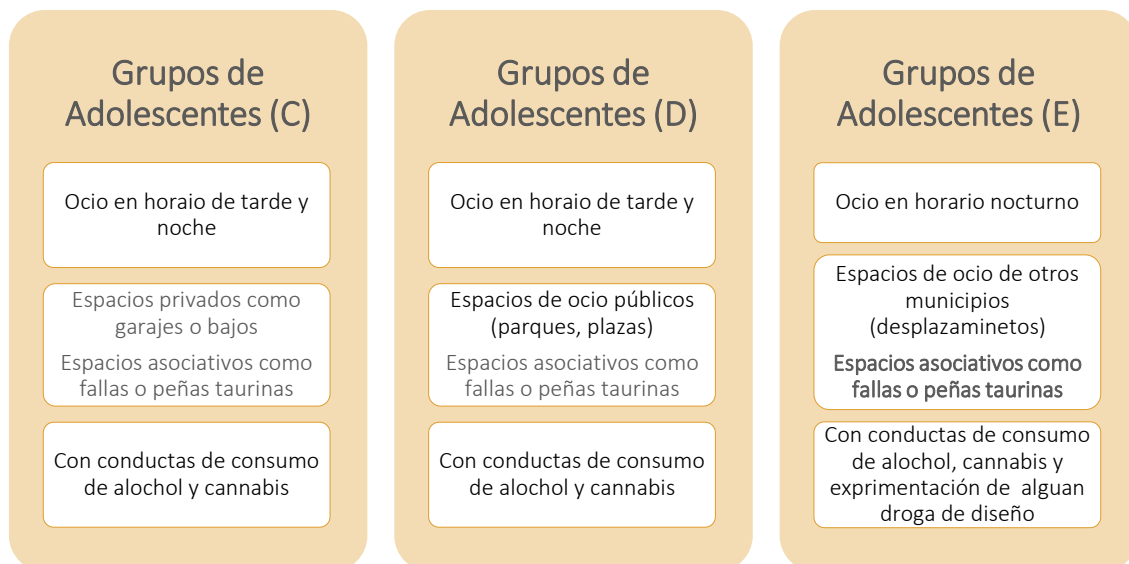 Grupos de
Adolescentes (C)
Ocio en horaio de tarde y
noche
Espacios privados como
garajes o bajos
Espacios asociativos como
fallas o peñas taurinas
Con conductas de consumo
de alochol y cannabis
Grupos de
Adolescentes (D)
Ocio en horaio de tarde y
noche
Espacios de ocio públicos
(parques, plazas)
Espacios asociativos como
fallas o peñas taurinas
Con conductas de consumo
de alochol y cannabis
Grupos de
Adolescentes (E)
Ocio en horario nocturno
Espacios de ocio de otros
municipios
(desplazaminetos)
Espacios asociativos como
fallas o peñas taurinas
Con conductas de consumo
de alochol, cannabis y
exprimentación de alguan
droga de diseño